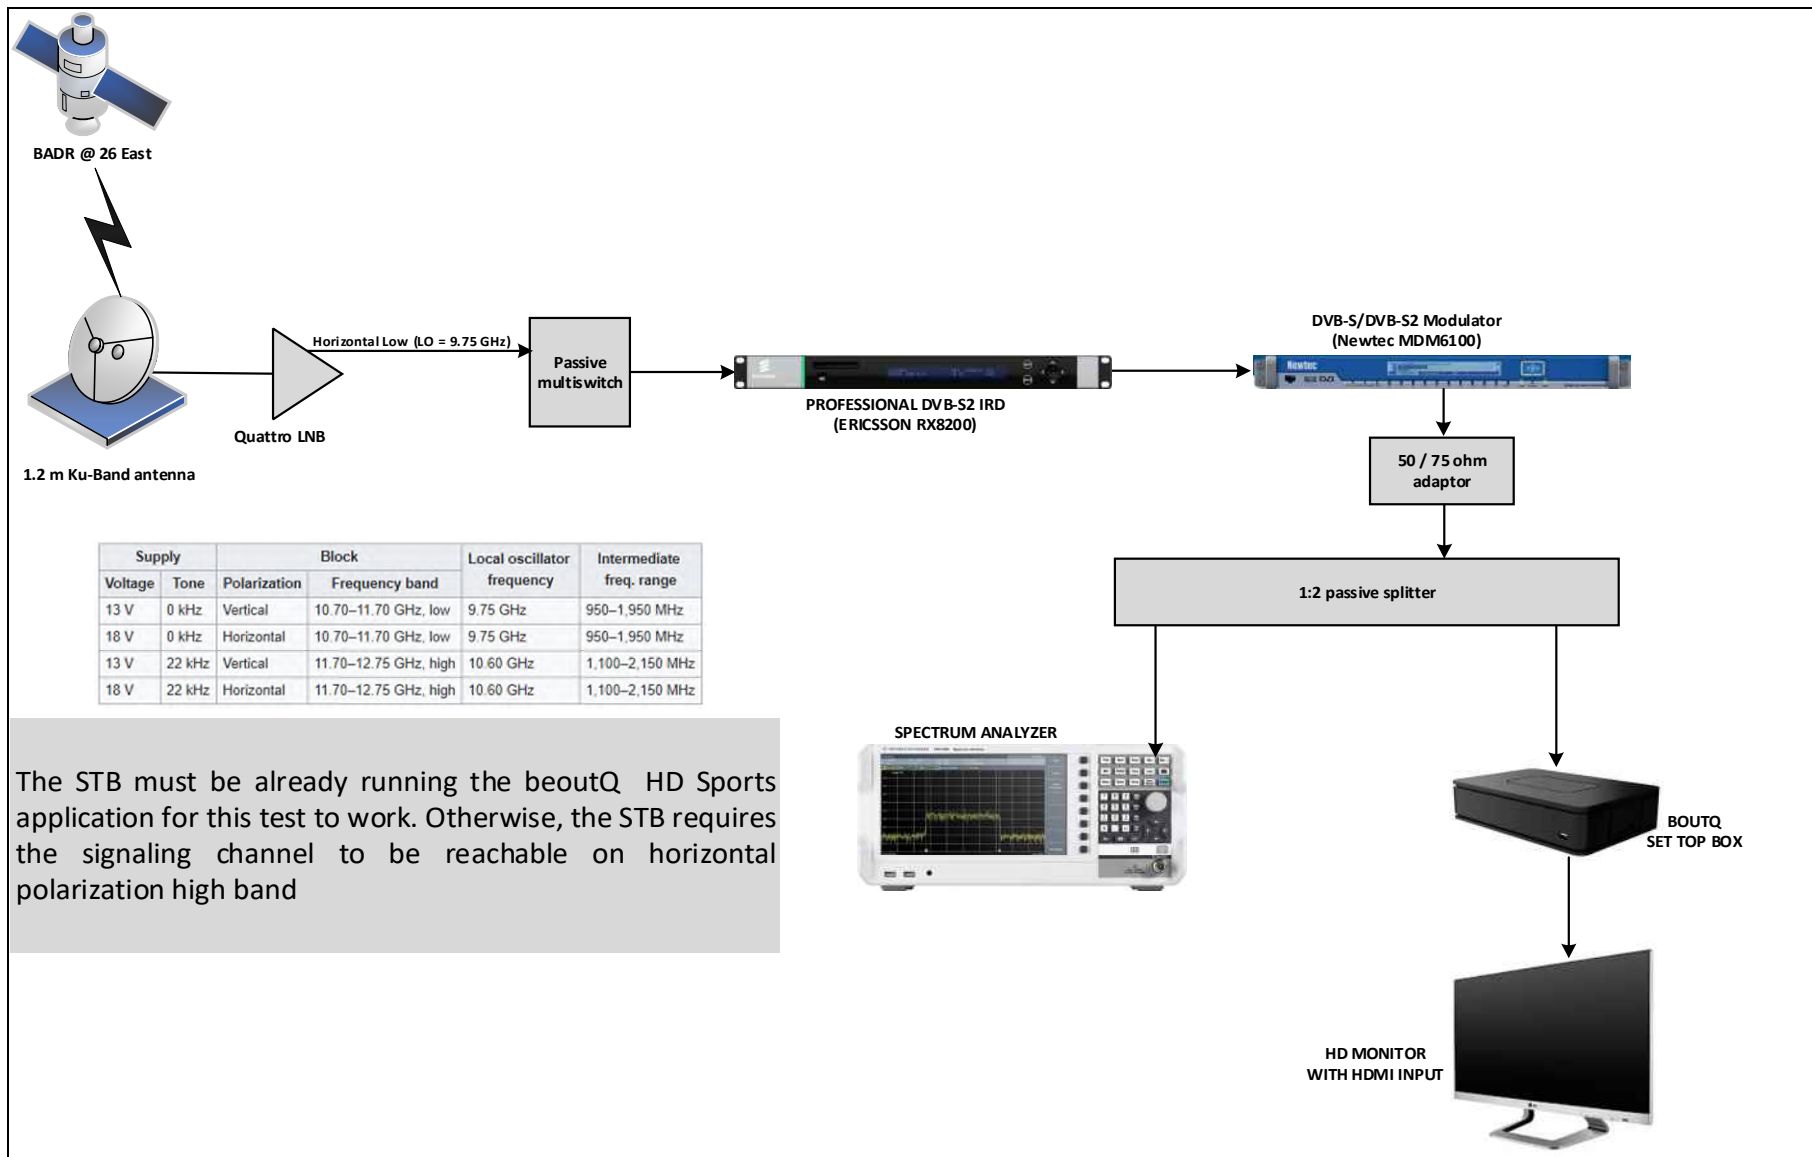 BADR @ 26 East
1.2 m Ku-Band antenna
Quattro LNB
Horizontal Low (LO = 9.75 GHz)
Passive
multiswitch
PROFESSIONAL DVB-S2 IRD
(ERICSSON RX8200)
DVB-S/DVB-S2 Modulator
(Newtec MDM6100)
Newtec
50 / 75 ohm
adaptor
1:2 passive splitter
Supply Block Local oscillator frequency Intermediate freq. range
Voltage Tone Polarization Frequency band
13 V 0 kHz Vertical 10.70–11.70 GHz, low 9.75 GHz 950–1,950 MHz
18 V 0 kHz Horizontal 10.70–11.70 GHz, low 9.75 GHz 950–1,950 MHz
13 V 22 kHz Vertical 11.70–12.75 GHz, high 10.60 GHz 1,100–2,150 MHz
18 V 22 kHz Horizontal 11.70–12.75 GHz, high 10.60 GHz 1,100–2,150 MHz
The STB must be already running the beoutQ HD Sports
application for this test to work. Otherwise, the STB requires
the signaling channel to be reachable on horizontal
polarization high band
SPECTRUM ANALYZER
BOUTQ
SET TOP BOX
HD MONITOR
WITH HDMI INPUT